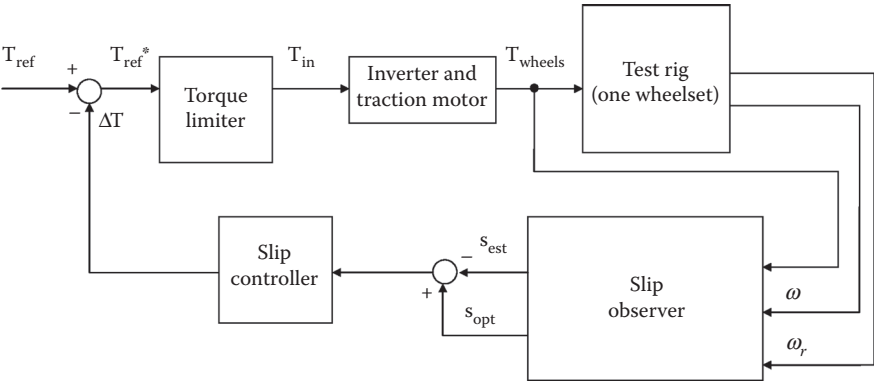 T_ref
+
−
T_ref*
ΔT
Torque
limiter
T_in
Inverter and
traction motor
T_wheels
Test rig
(one wheelset)
Slip
controller
−
+
s_est
s_opt
Slip
observer
ω
ω_r